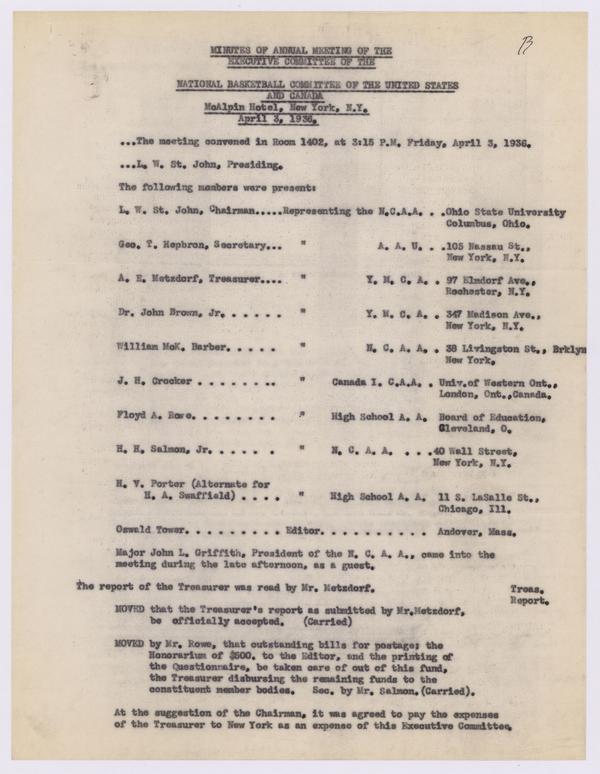 B
MINUTES OF ANNUAL MEETING OF THE
EXECUTIVE COMMITTEE OF THE
NATIONAL BASKETBALL COMMITTEE OF THE UNITED STATES
AND CANADA
McAlpin Hotel, New York, N.Y.
April 3, 1936.
...The meeting convened in Room 1402, at 3:15 P.M. Friday, April 3, 1936.
...L. W. St. John, Presiding.
The following members were present:
L. W. St. John, Chairman.....Representing the N.C.A.A. . .Ohio State University
Columbus, Ohio.
Geo. T. Hepbron, Secretary... " A. A. U. . .105 Nassau St.,
New York, N.Y.
A. E. Metzdorf, Treasurer.... " Y. M. C. A. . 97 Elmdorf Ave.,
Rochester, N.Y.
Dr. John Brown, Jr. . . . . . " Y. M. C. A. . 347 Madison Ave.,
New York, N.Y.
William McK. Barber. . . . . " N. C. A. A. . 38 Livingston St., Brklyn
New York.
J. H. Crocker . . . . . . . . " Canada I. C.A.A. . Univ.of Western Ont.,
London, Ont.,Canada.
Floyd A. Rowe. . . . . . . . " High School A. A. Board of Education,
Cleveland, O.
H. H. Salmon, Jr. . . . . . " N. C. A. A. . . .40 Wall Street,
New York, N.Y.
H. V. Porter (Alternate for
H. A. Swaffield) . . . . " High School A. A. 11 S. LaSalle St.,
Chicago, Ill.
Oswald Tower. . . . . . . . . Editor. . . . . . . . . . Andover, Mass.
Major John L. Griffith, President of the N. C. A. A., came into the
meeting during the late afternoon, as a guest.
The report of the Treasurer was read by Mr. Metzdorf. Treas.
Report.
MOVED that the Treasurer's report as submitted by Mr.Metzdorf,
be officially accepted. (Carried)
MOVED by Mr. Rowe, that outstanding bills for postage; the
Honorarium of $500. to the Editor, and the printing of
the Questionnaire, be taken care of out of this fund,
the Treasurer disbursing the remaining funds to the
constituent member bodies. Sec. by Mr. Salmon.(Carried).
At the suggestion of the Chairman, it was agreed to pay the expenses
of the Treasurer to New York as an expense of this Executive Committee.